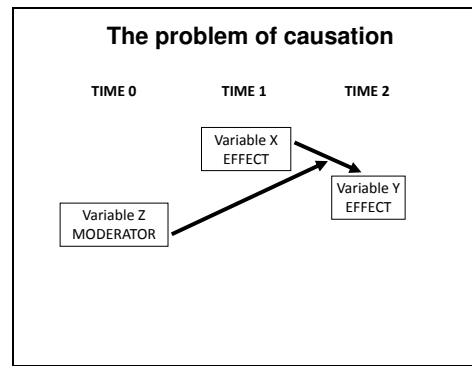 The problem of causation
TIME 0 TIME 1 TIME 2
Variable X
EFFECT
Variable Y
EFFECT
Variable Z
MODERATOR